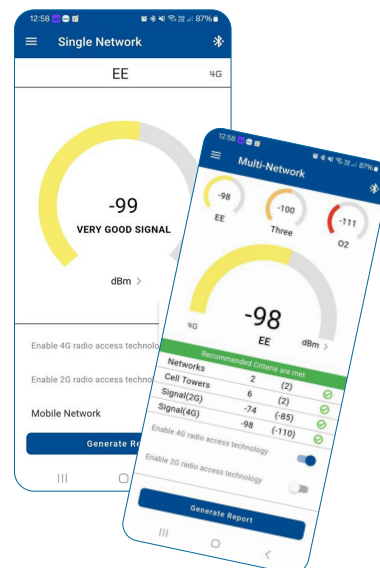 12:58 87%
Single Network
EE 4G
-99
VERY GOOD SIGNAL
dBm >
Enable 4G radio access technolo
Enable 2G radio access technolo
Mobile Network
Generate Re
12:58 87%
Multi-Network
-98
EE
-100
Three
-111
O2
4G
-98
EE
dBm >
Recommended Criteria are met
Networks 2 (2)
Cell Towers 6 (2)
Signal(2G) -74 (-85)
Signal(4G) -98 (-110)
Enable 4G radio access technology
Enable 2G radio access technology
Generate Report